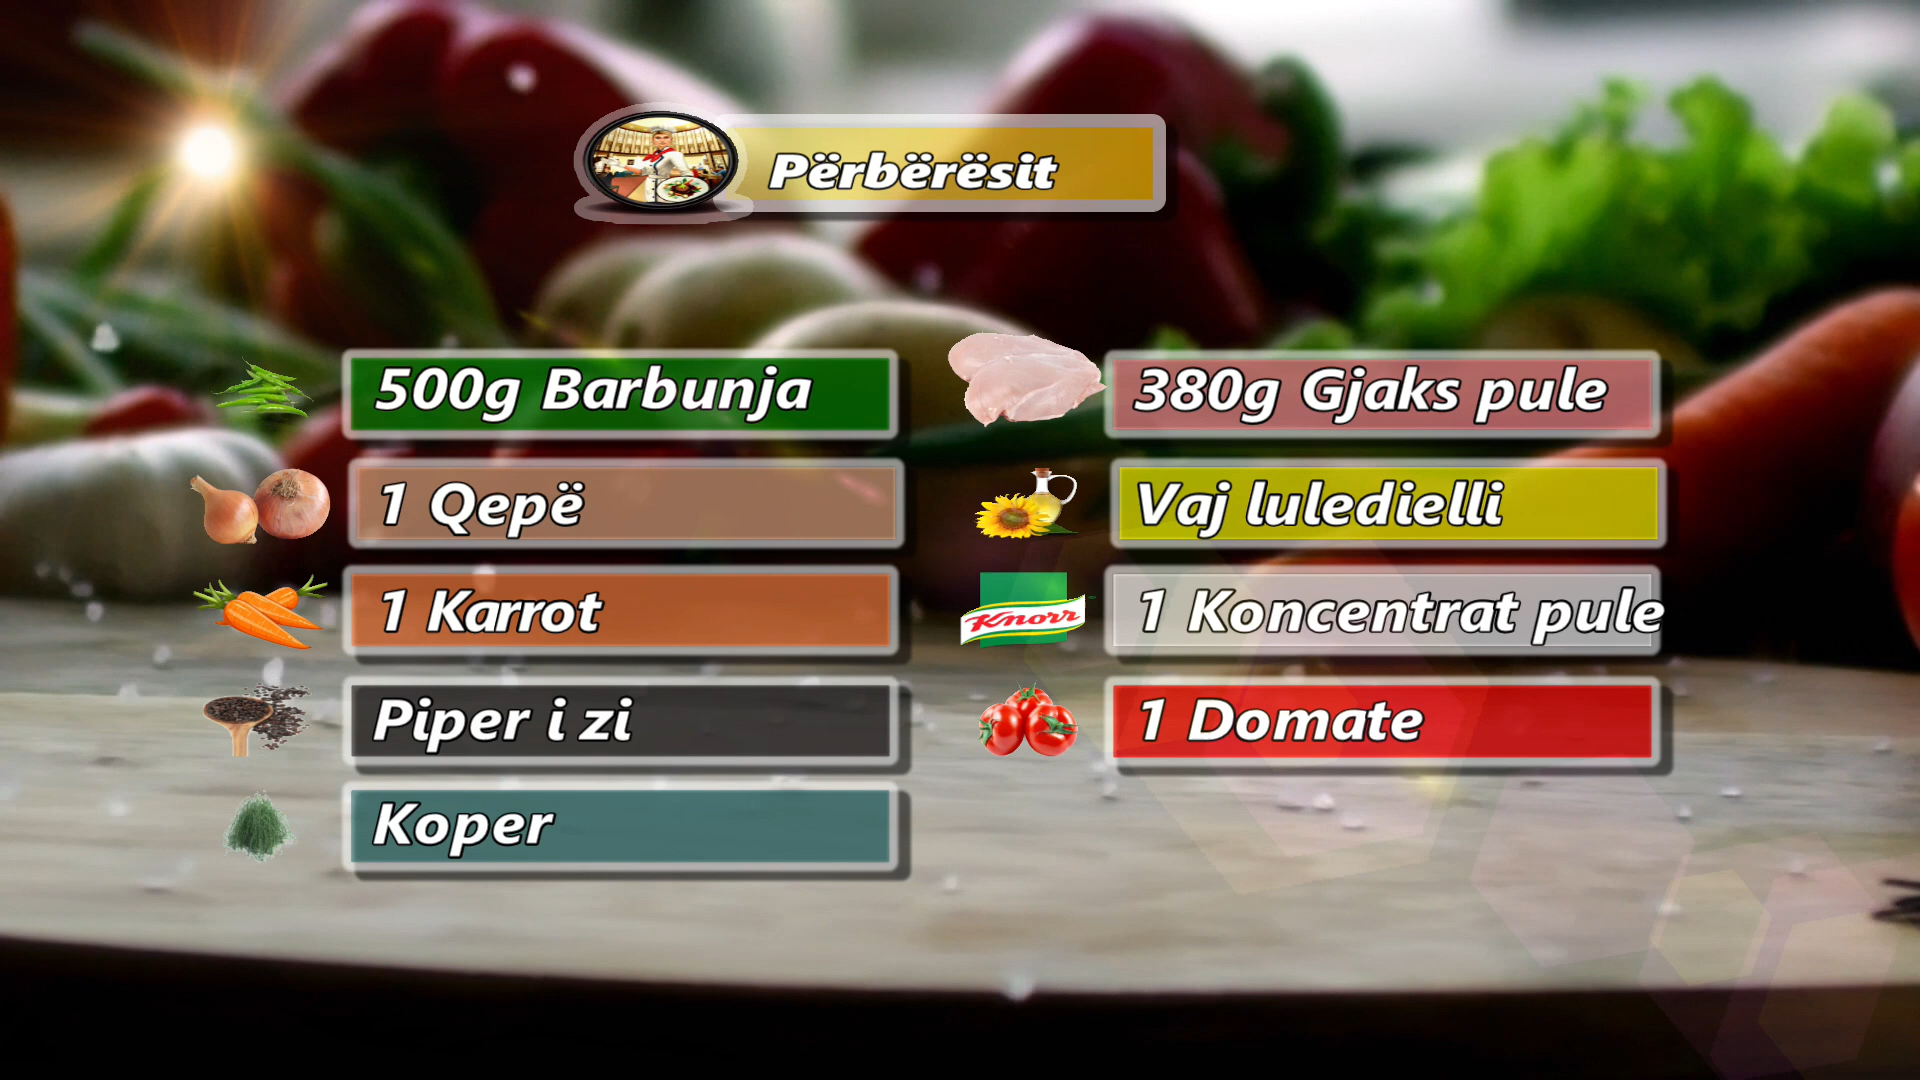 Përbërësit
500g Barbunja
1 Qepë
1 Karrot
Piper i zi
Koper
380g Gjaks pule
Vaj luledielli
Knorr
1 Koncentrat pule
1 Domate